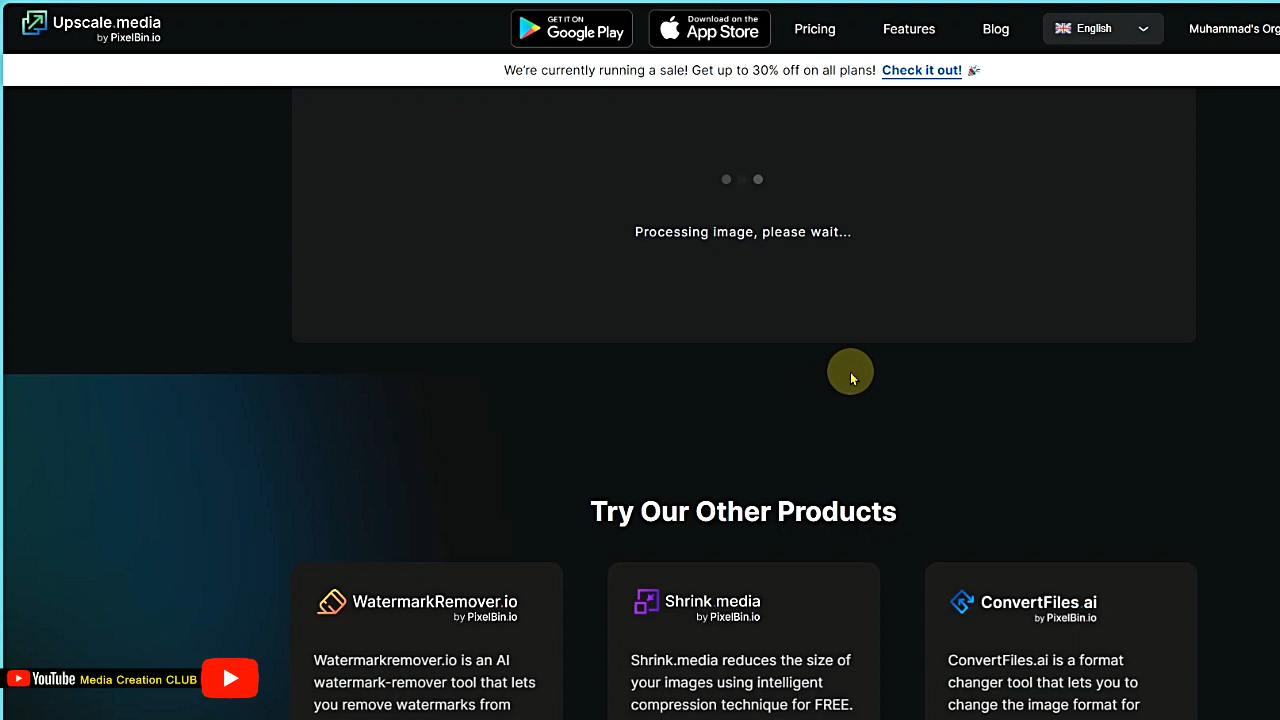 Upscale.media
by PixelBin.io
GET IT ON
Google Play
Download on the
App Store
Pricing
Features
Blog
English
Muhammad's Org
We're currently running a sale! Get up to 30% off on all plans! Check it out!
Processing image, please wait...
Try Our Other Products
WatermarkRemover.io
by PixelBin.io
Watermarkremover.io is an AI
watermark-remover tool that lets
you remove watermarks from
Shrink.media
by PixelBin.io
Shrink.media reduces the size of
your images using intelligent
compression technique for FREE.
ConvertFiles.ai
by PixelBin.io
ConvertFiles.ai is a format
changer tool that lets you to
change the image format for
YouTube Media Creation CLUB